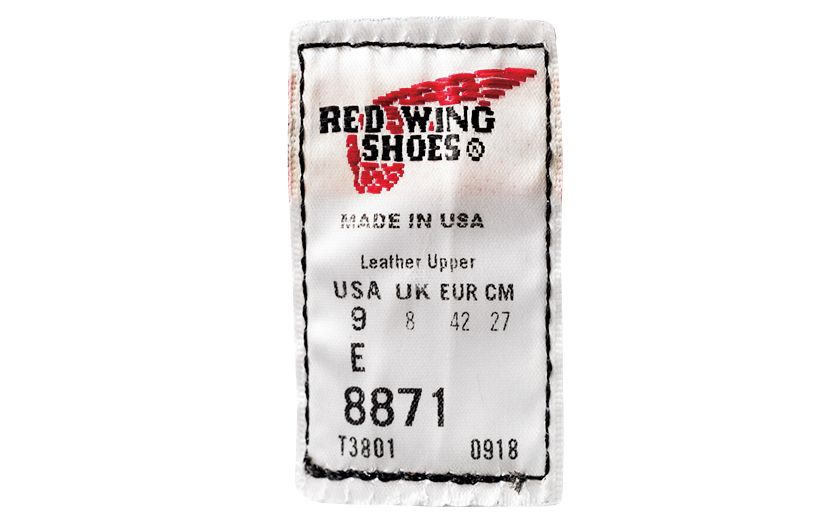 RED WING
SHOES®
MADE IN USA
Leather Upper
USA UK EUR CM
9 8 42 27
E
8871
T3801 0918